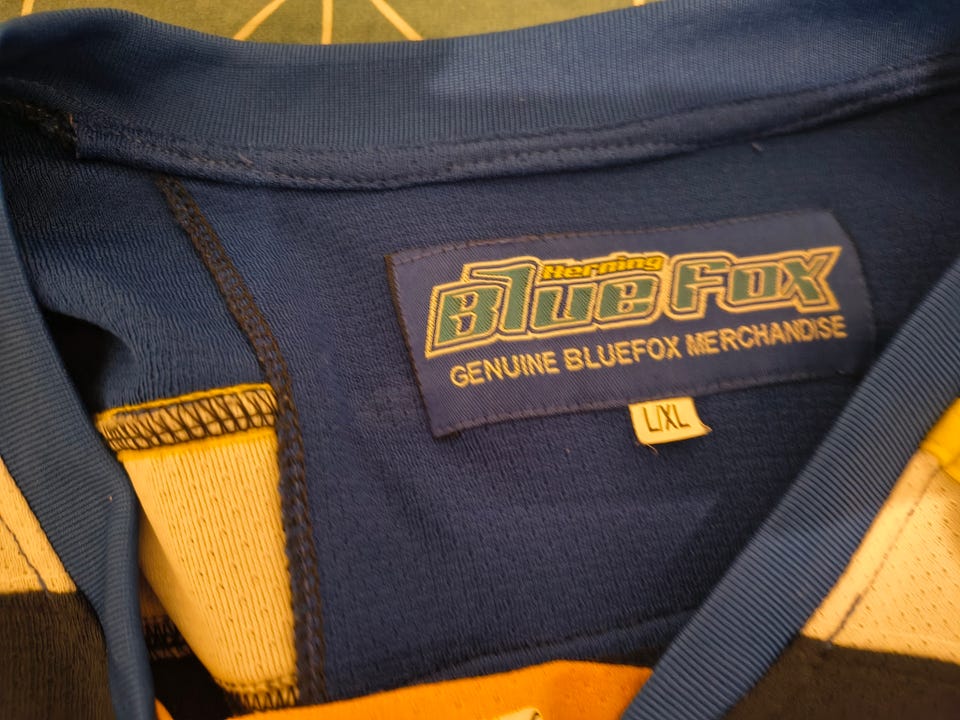 Herning
Blue Fox
GENUINE BLUEFOX MERCHANDISE
L/XL